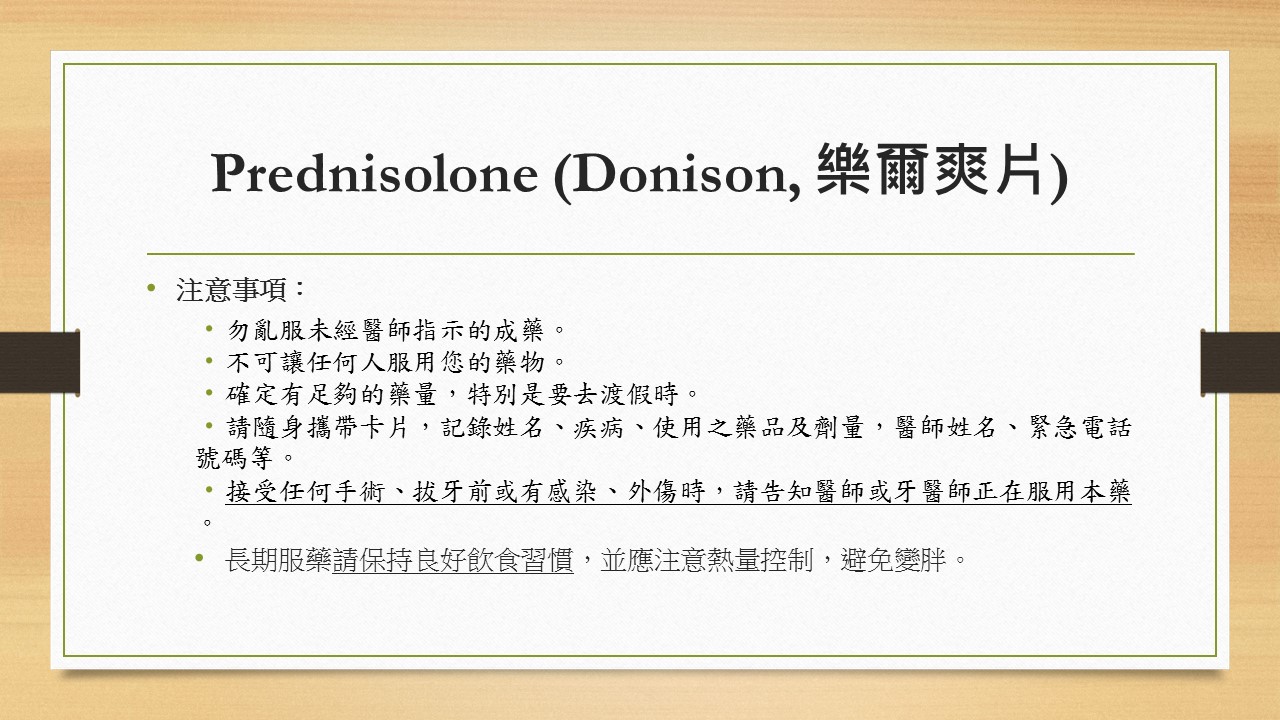 Prednisolone (Donison, 樂爾爽片)
• 注意事項：
• 勿亂服未經醫師指示的成藥。
• 不可讓任何人服用您的藥物。
• 確定有足夠的藥量，特別是要去渡假時。
• 請隨身攜帶卡片，記錄姓名、疾病、使用之藥品及劑量，醫師姓名、緊急電話
號碼等。
• 接受任何手術、拔牙前或有感染、外傷時，請告知醫師或牙醫師正在服用本藥
。
• 長期服藥請保持良好飲食習慣，並應注意熱量控制，避免變胖。